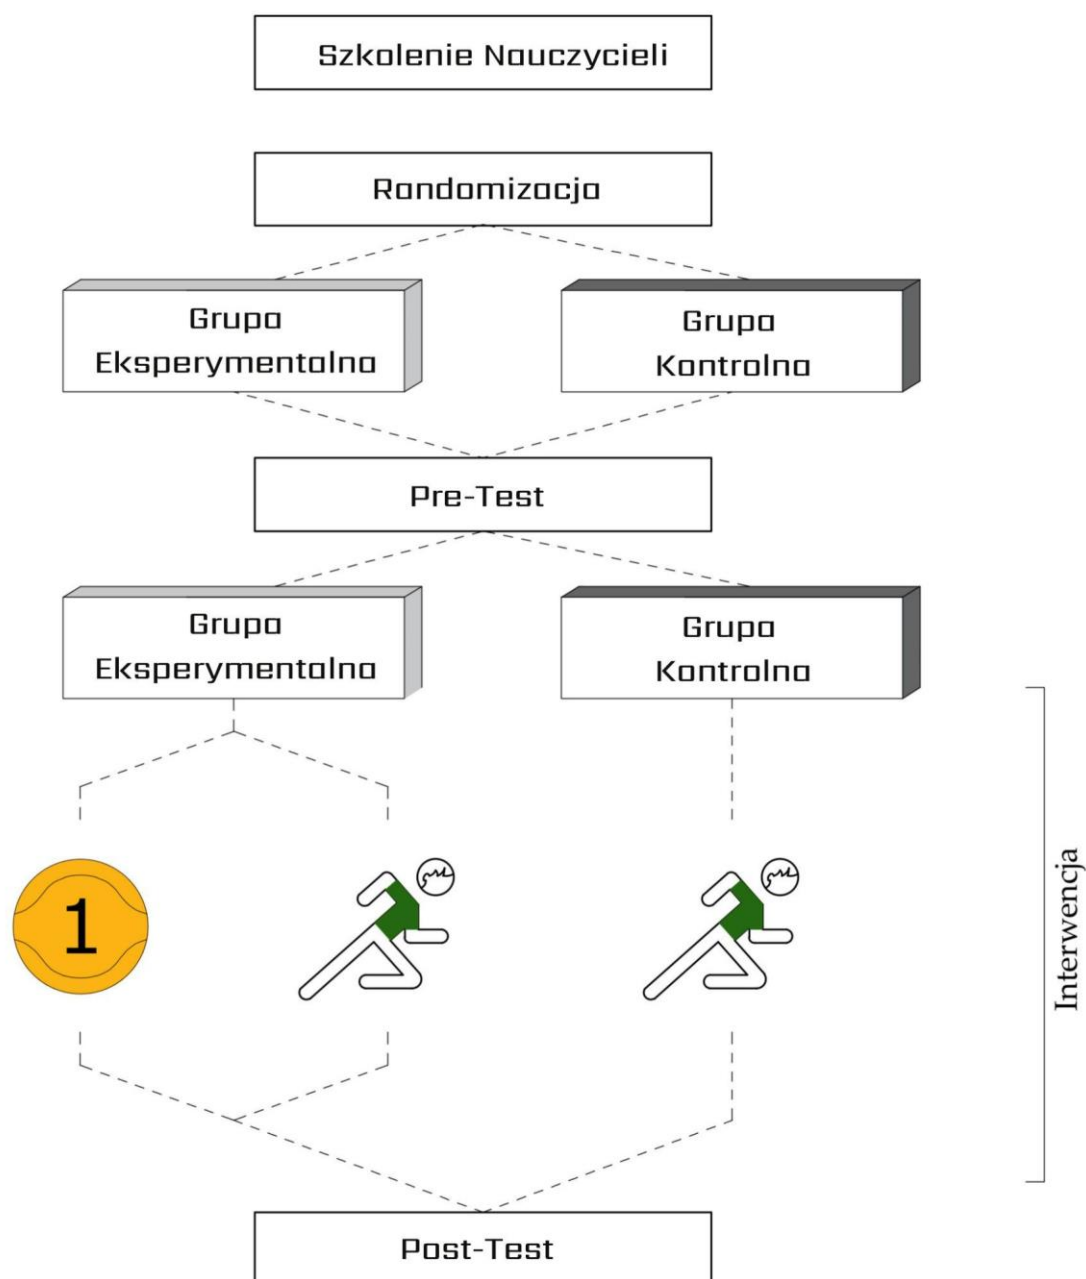 Szkolenie Nauczycieli
Randomizacja
Grupa
Eksperymentalna
Grupa
Kontrolna
Pre-Test
Grupa
Eksperymentalna
Grupa
Kontrolna
1
Interwencja
Post-Test